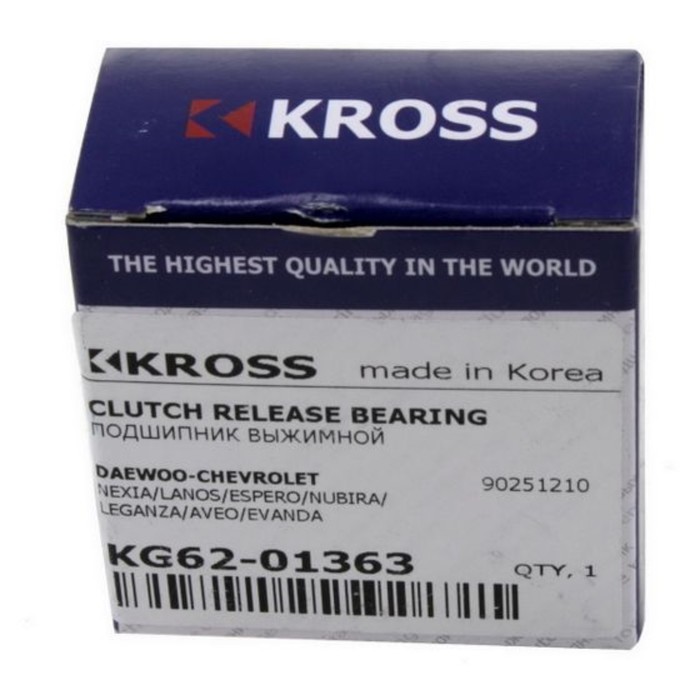 KROSS
THE HIGHEST QUALITY IN THE WORLD
KROSS made in Korea
CLUTCH RELEASE BEARING
ПОДШИПНИК ВЫЖИМНОЙ
DAEWOO-CHEVROLET 90251210
NEXIA/LANOS/ESPERO/NUBIRA/
LEGANZA/AVEO/EVANDA
KG62-01363 QTY, 1